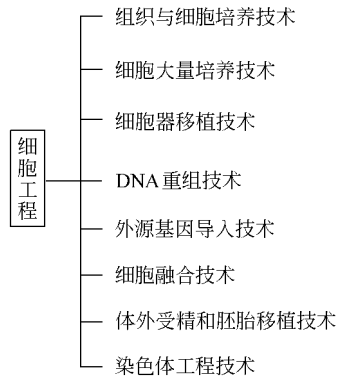 组织与细胞培养技术
细胞大量培养技术
细胞器移植技术
细胞工程
DNA重组技术
外源基因导入技术
细胞融合技术
体外受精和胚胎移植技术
染色体工程技术